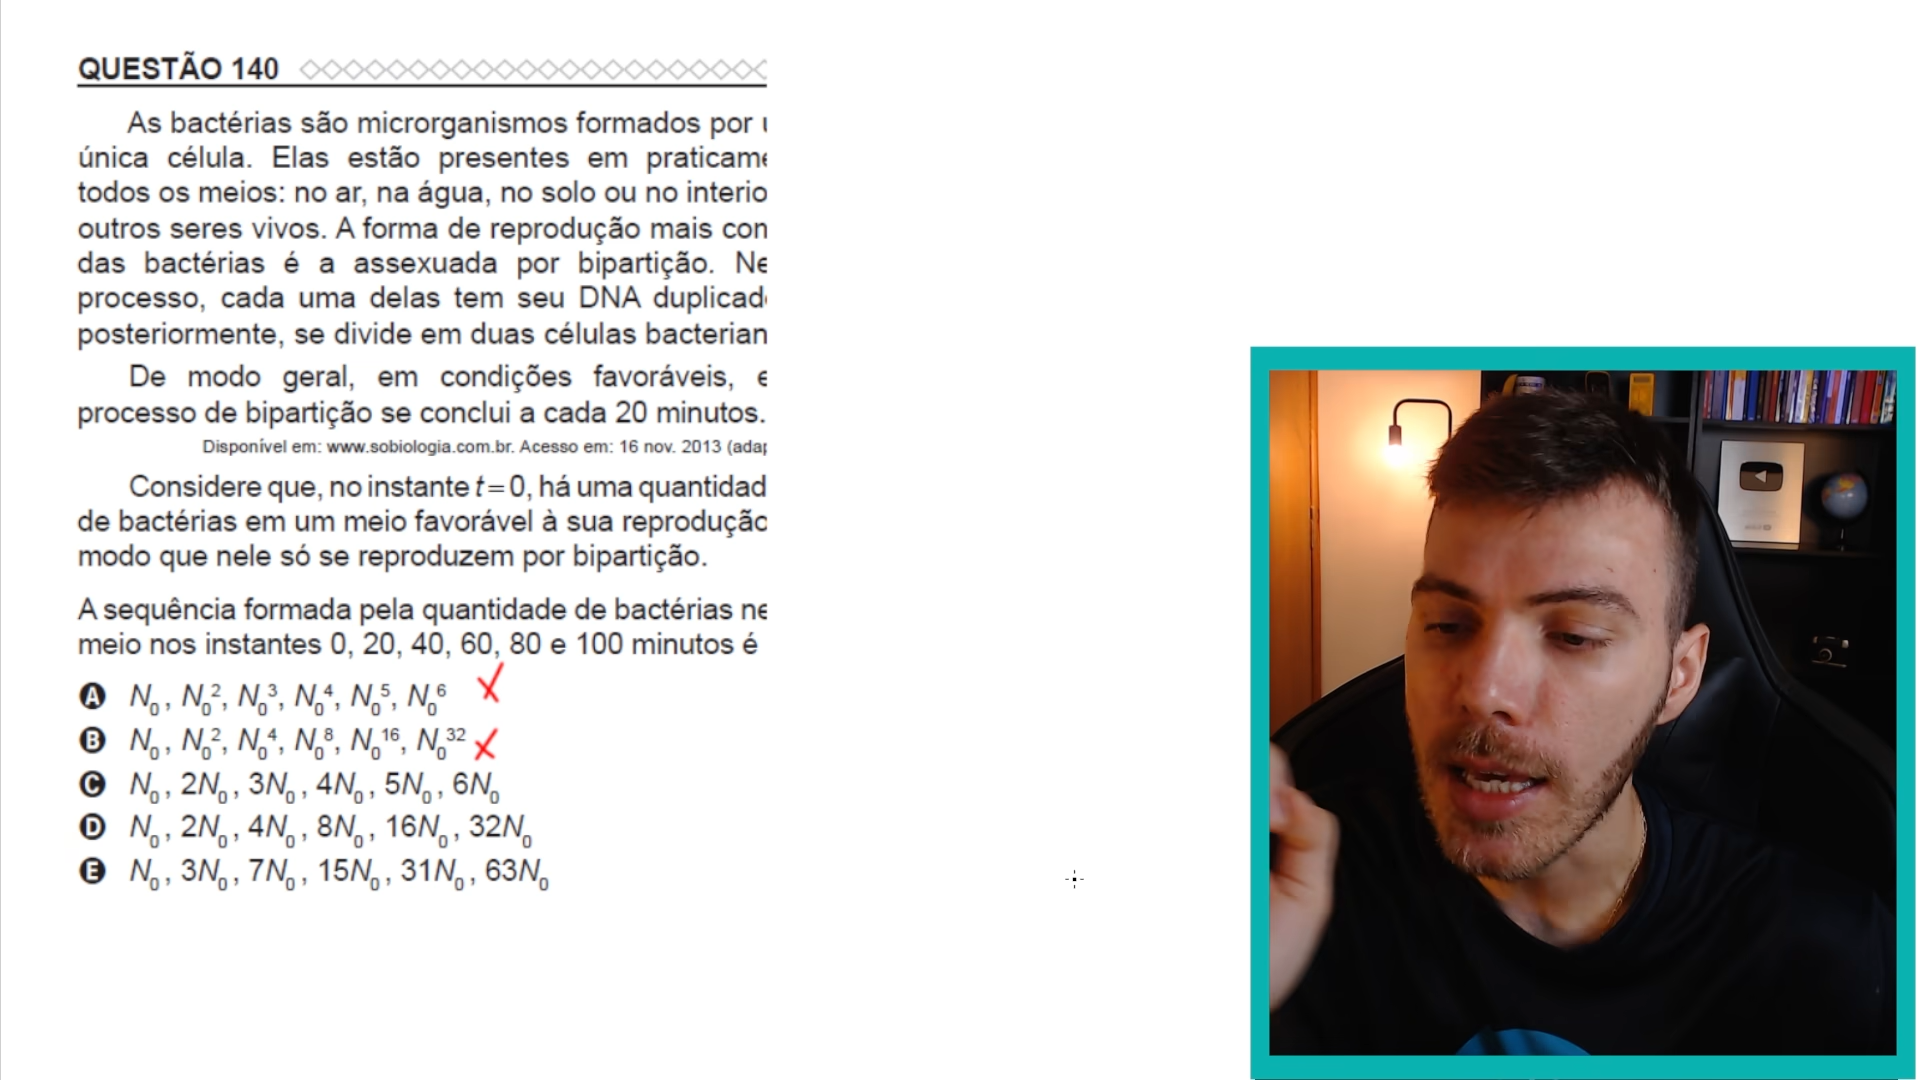 QUESTÃO 140
As bactérias são microrganismos formados por
única célula. Elas estão presentes em praticame
todos os meios: no ar, na água, no solo ou no interio
outros seres vivos. A forma de reprodução mais con
das bactérias é a assexuada por bipartição. Ne
processo, cada uma delas tem seu DNA duplicad
posteriormente, se divide em duas células bacterian
De modo geral, em condições favoráveis, e
processo de bipartição se conclui a cada 20 minutos.
Disponível em: www.sobiologia.com.br. Acesso em: 16 nov. 2013 (adap
Considere que, no instante t = 0, há uma quantidad
de bactérias em um meio favorável à sua reprodução
modo que nele só se reproduzem por bipartição.
A sequência formada pela quantidade de bactérias ne
meio nos instantes 0, 20, 40, 60, 80 e 100 minutos é
A N₀, N₀², N₀³, N₀⁴, N₀⁵, N₀⁶
B N₀, N₀², N₀⁴, N₀⁸, N₀¹⁶, N₀³²
C N₀, 2N₀, 3N₀, 4N₀, 5N₀, 6N₀
D N₀, 2N₀, 4N₀, 8N₀, 16N₀, 32N₀
E N₀, 3N₀, 7N₀, 15N₀, 31N₀, 63N₀